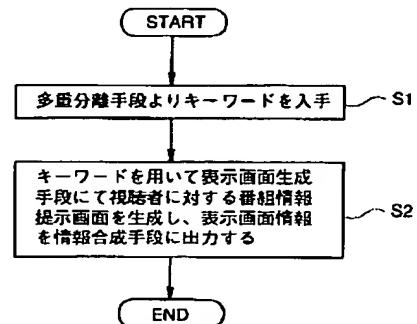 START
多重分離手段よりキーワードを入手
S1
キーワードを用いて表示画面生成
手段にて視聴者に対する番組情報
提示画面を生成し、表示画面情報
を情報合成手段に出力する
S2
END